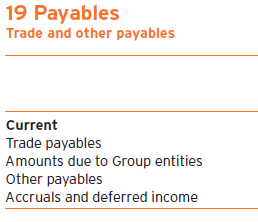 19 Payables
Trade and other payables
Current
Trade payables
Amounts due to Group entities
Other payables
Accruals and deferred income